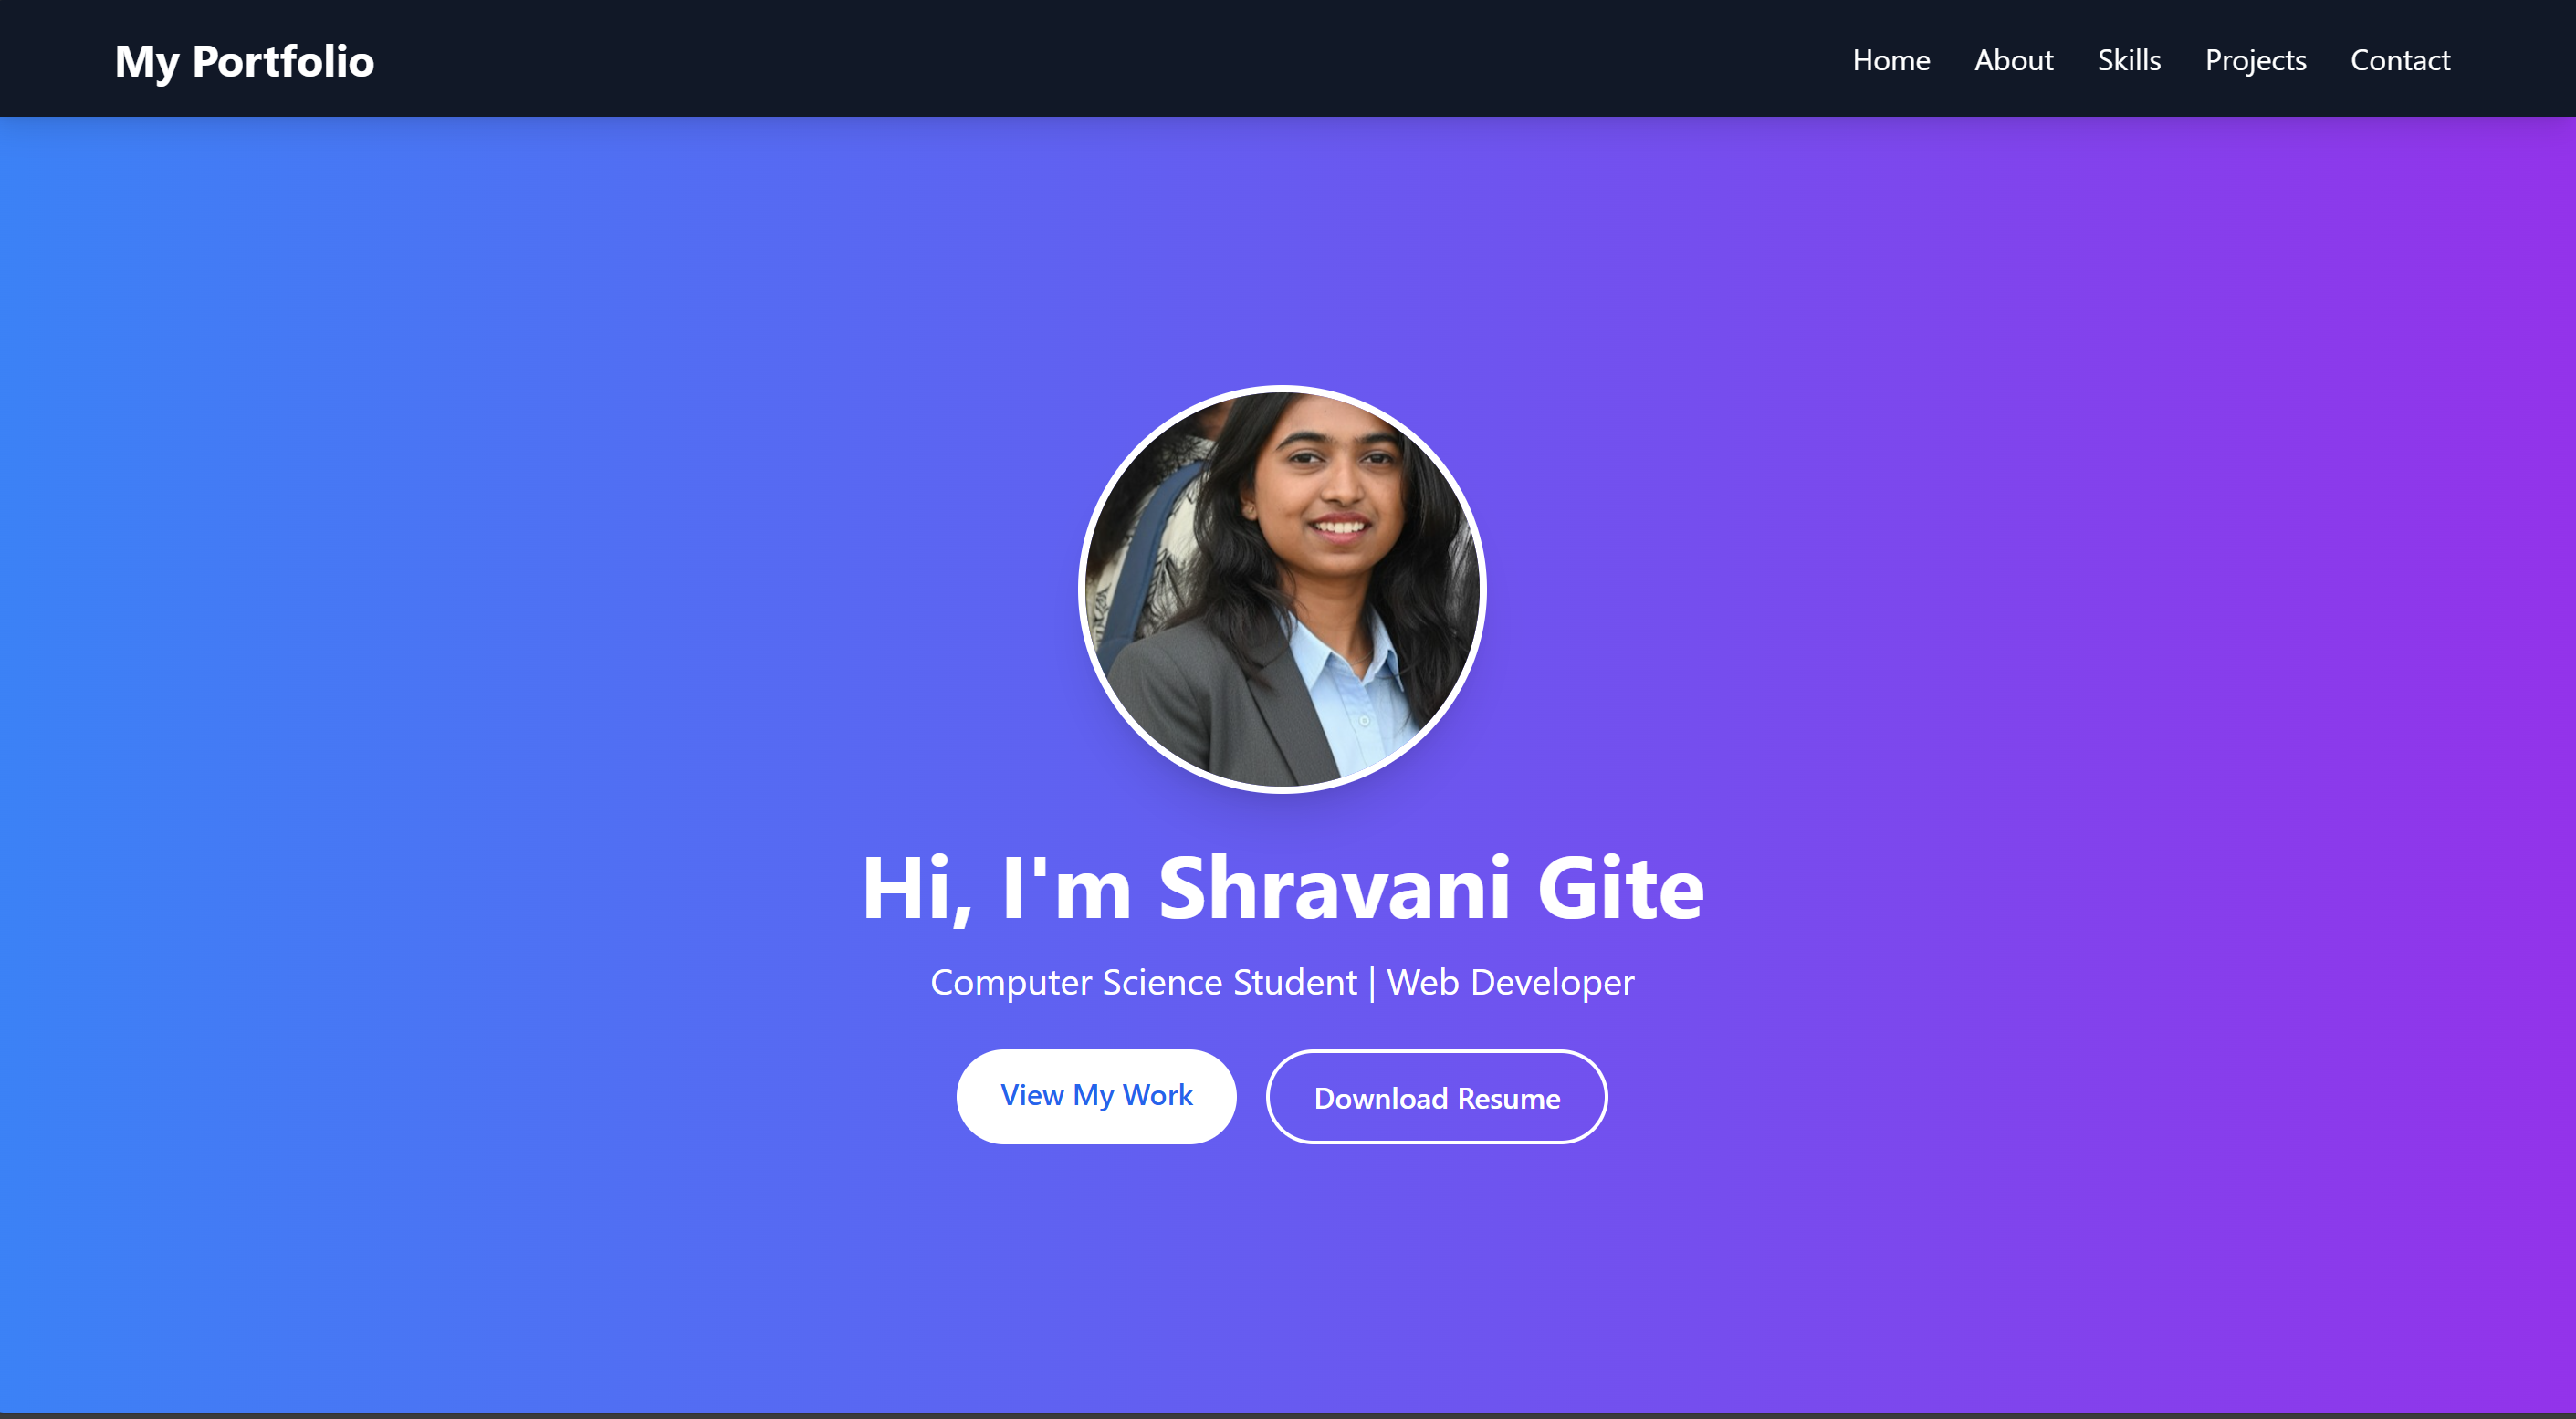 My Portfolio
Home About Skills Projects Contact
Hi, I'm Shravani Gite
Computer Science Student | Web Developer
View My Work
Download Resume